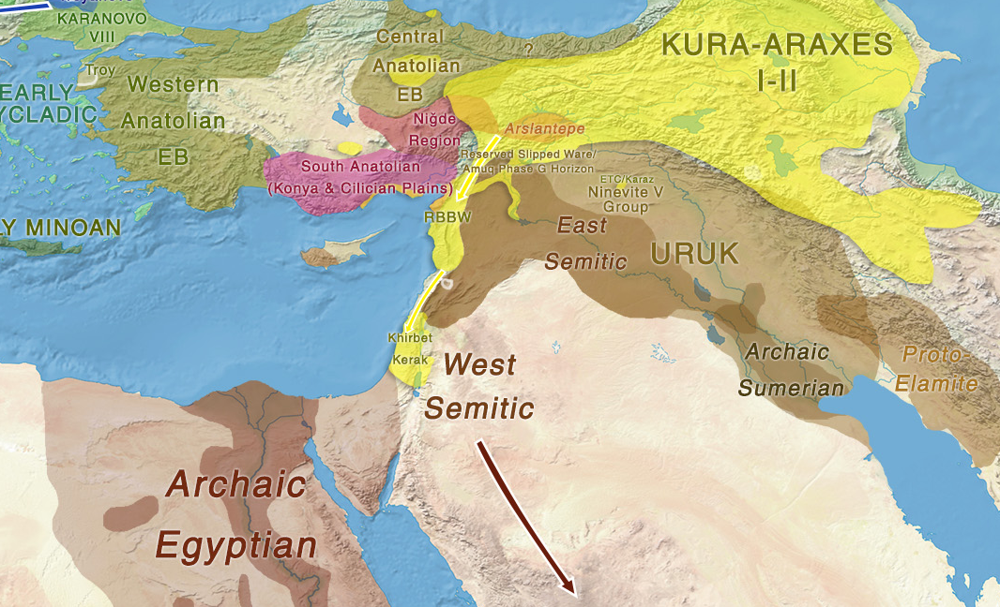 KARANOVO
VIII
Troy
EARLY
YCLADIC
Western
Anatolian
EB
Central
Anatolian
EB
?
KURA-ARAXES
I-II
Niğde
Region
Arslantepe
Reserved Slipped Ware/
Amuq Phase G Horizon
South Anatolian
(Konya & Cilician Plains)
ETC/Karaz
Ninevite V
Group
RBBW
LY MINOAN
East
Semitic
URUK
Khirbet
Kerak
West
Semitic
Archaic
Sumerian
Proto-
Elamite
Archaic
Egyptian